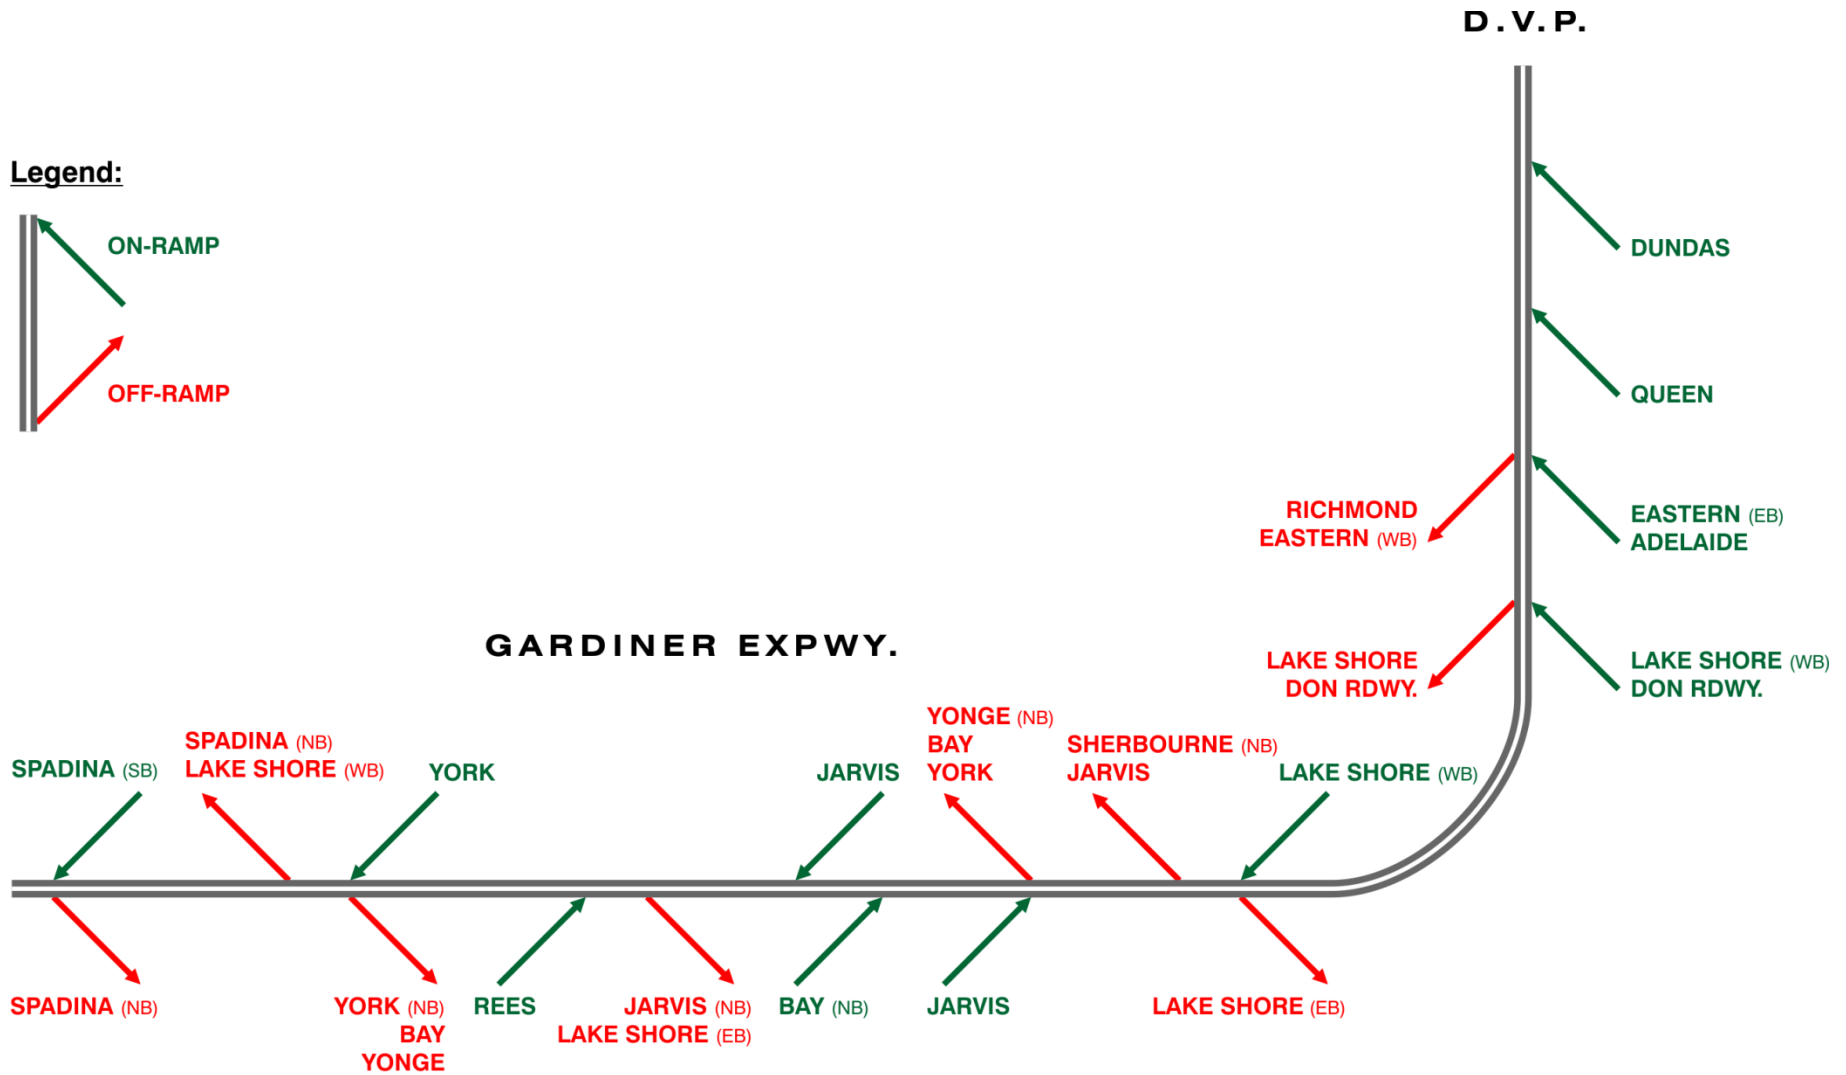 D.V.P.
Legend:
ON-RAMP
OFF-RAMP
DUNDAS
QUEEN
RICHMOND
EASTERN (WB)
EASTERN (EB)
ADELAIDE
GARDINER EXPWY.
LAKE SHORE
DON RDWY.
LAKE SHORE (WB)
DON RDWY.
SPADINA (SB)
SPADINA (NB)
LAKE SHORE (WB)
YORK
JARVIS
YONGE (NB)
BAY
YORK
SHERBOURNE (NB)
JARVIS
LAKE SHORE (WB)
SPADINA (NB)
YORK (NB)
BAY
YONGE
REES
JARVIS (NB)
LAKE SHORE (EB)
BAY (NB)
JARVIS
LAKE SHORE (EB)